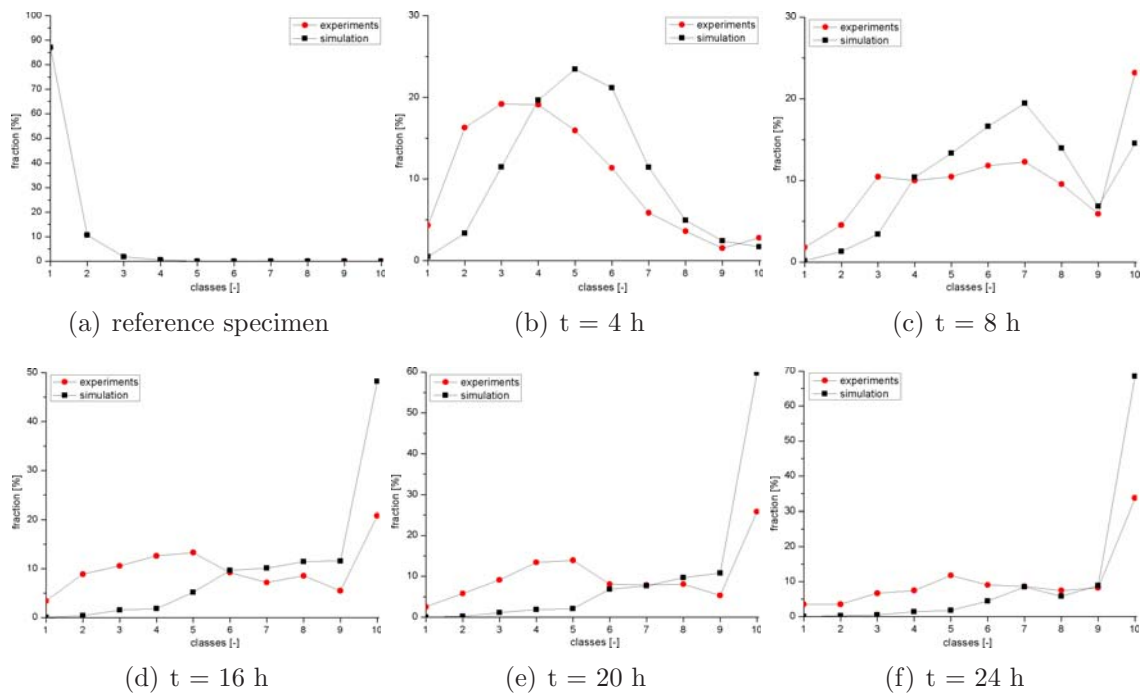 100
90
80
70
60
50
40
30
20
10
0
fraction [%]
experiments
simulation
1 2 3 4 5 6 7 8 9 10
classes [-]
(a) reference specimen
30
20
10
0
fraction [%]
experiments
simulation
1 2 3 4 5 6 7 8 9 10
classes [-]
(b) t = 4 h
30
20
10
0
fraction [%]
experiments
simulation
1 2 3 4 5 6 7 8 9 10
classes [-]
(c) t = 8 h
50
40
30
20
10
0
fraction [%]
experiments
simulation
1 2 3 4 5 6 7 8 9 10
classes [-]
(d) t = 16 h
60
50
40
30
20
10
0
fraction [%]
experiments
simulation
1 2 3 4 5 6 7 8 9 10
classes [-]
(e) t = 20 h
70
60
50
40
30
20
10
0
fraction [%]
experiments
simulation
1 2 3 4 5 6 7 8 9 10
classes [-]
(f) t = 24 h